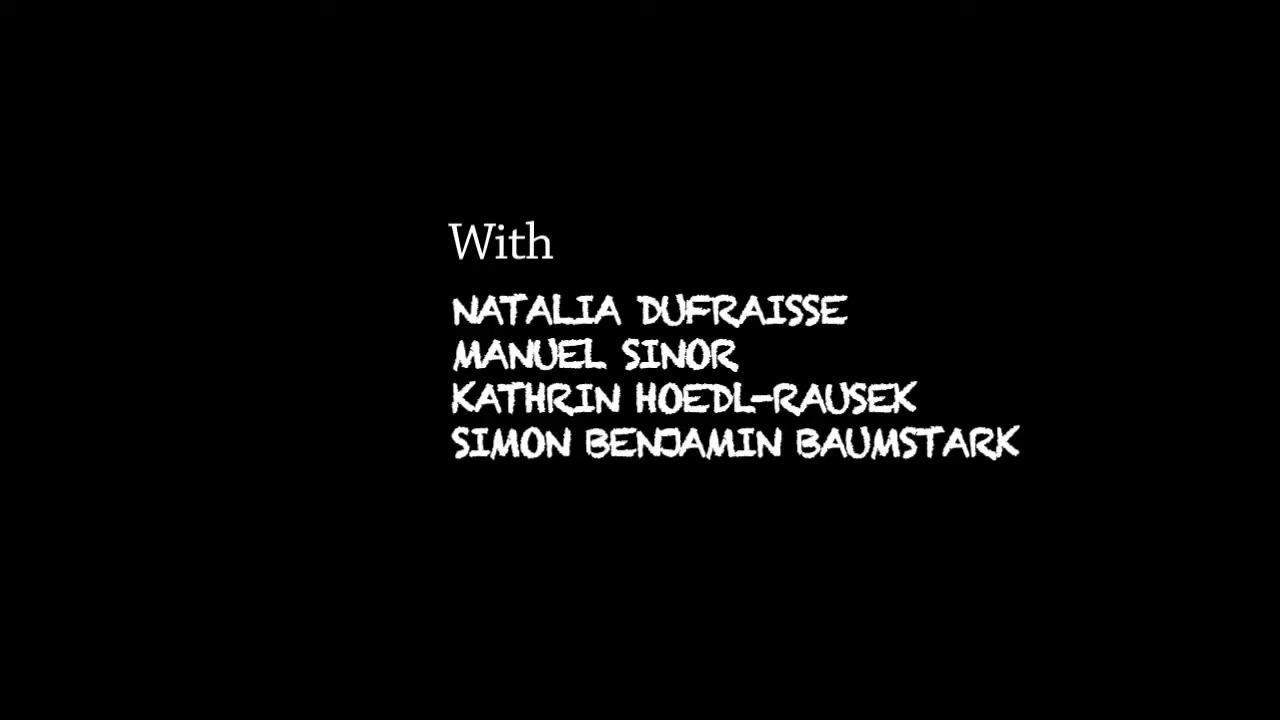 With
NATALIA DUFRAISSE
MANUEL SINOR
KATHRIN HOEDL-RAUSEK
SIMON BENJAMIN BAUMSTARK